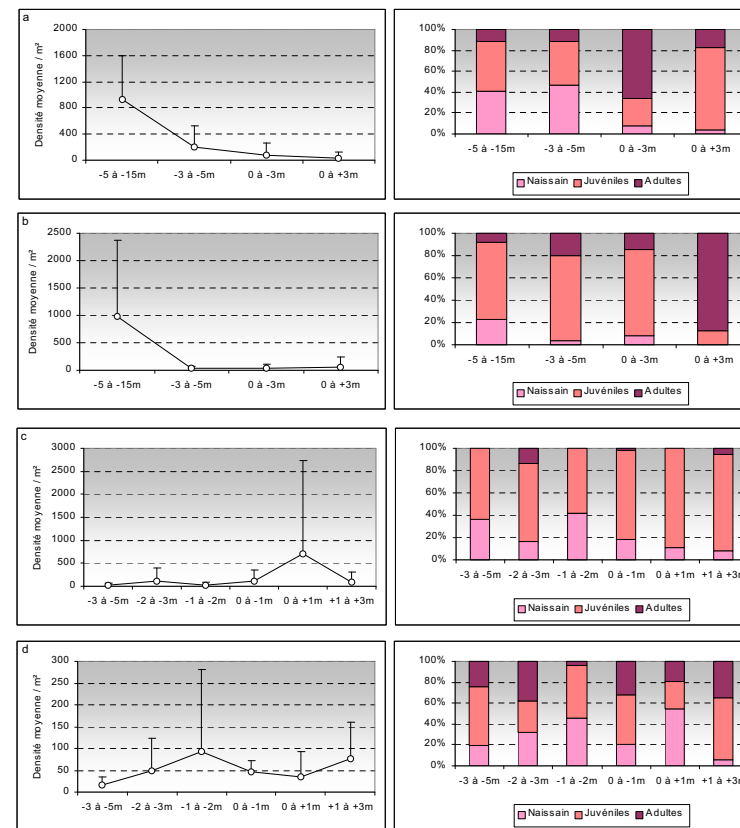 a
Densité moyenne / m²
2000
1600
1200
800
400
0
-5 à -15m -3 à -5m 0 à -3m 0 à +3m
100%
80%
60%
40%
20%
0%
-5 à -15m -3 à -5m 0 à -3m 0 à +3m
Naissain Juvéniles Adultes
b
Densité moyenne / m²
2500
2000
1500
1000
500
0
-5 à -15m -3 à -5m 0 à -3m 0 à +3m
100%
80%
60%
40%
20%
0%
-5 à -15m -3 à -5m 0 à -3m 0 à +3m
Naissain Juvéniles Adultes
c
Densité moyenne / m²
3000
2500
2000
1500
1000
500
0
-3 à -5m -2 à -3m -1 à -2m 0 à -1m 0 à +1m +1 à +3m
100%
80%
60%
40%
20%
0%
-3 à -5m -2 à -3m -1 à -2m 0 à -1m 0 à +1m +1 à +3m
Naissain Juvéniles Adultes
d
Densité moyenne / m²
300
250
200
150
100
50
0
-3 à -5m -2 à -3m -1 à -2m 0 à -1m 0 à +1m +1 à +3m
100%
80%
60%
40%
20%
0%
-3 à -5m -2 à -3m -1 à -2m 0 à -1m 0 à +1m +1 à +3m
Naissain Juvéniles Adultes